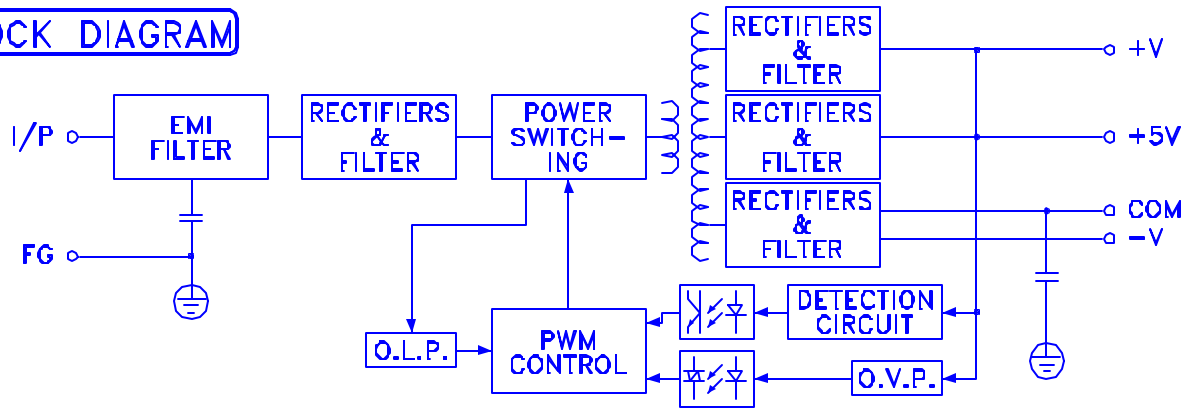 OCK DIAGRAM
I/P
EMI
FILTER
RECTIFIERS
&
FILTER
POWER
SWITCH-
ING
RECTIFIERS
&
FILTER
+V
RECTIFIERS
&
FILTER
+5V
RECTIFIERS
&
FILTER
COM
-V
FG
O.L.P.
PWM
CONTROL
DETECTION
CIRCUIT
O.V.P.